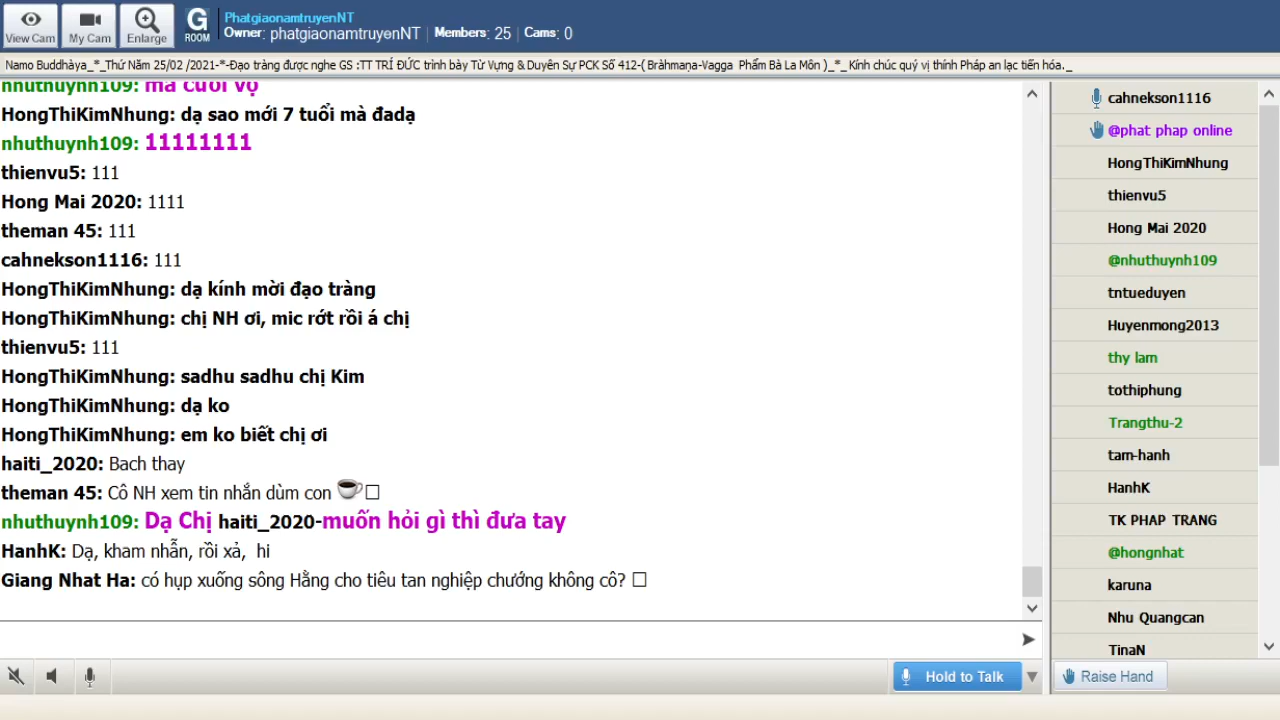 View Cam
My Cam
Enlarge
G
ROOM
PhatgiaonamtruyenNT
Owner: phatgiaonamtruyenNT | Members: 25 | Cams: 0
Namo Buddhàya_*_Thứ Năm 25/02 /2021-*-Đạo tràng được nghe GS :TT TRÍ ĐỨC trình bày Từ Vựng & Duyên Sự PCK Số 412-( Bràhmaṇa-Vagga Phẩm Bà La Môn )_*_ Kính chúc quý vị thính Pháp an lạc tiến hóa._
nhuthuynh109: mà cưới vợ
HongThiKimNhung: dạ sao mới 7 tuổi mà đadạ
nhuthuynh109: 11111111
thienvu5: 111
Hong Mai 2020: 1111
theman 45: 111
cahnekson1116: 111
HongThiKimNhung: dạ kính mời đạo tràng
HongThiKimNhung: chị NH ơi, mic rớt rồi á chị
thienvu5: 111
HongThiKimNhung: sadhu sadhu chị Kim
HongThiKimNhung: dạ ko
HongThiKimNhung: em ko biết chị ơi
haiti_2020: Bach thay
theman 45: Cô NH xem tin nhắn dùm con
nhuthuynh109: Dạ Chị haiti_2020-muốn hỏi gì thì đưa tay
HanhK: Dạ, kham nhẫn, rồi xả, hi
Giang Nhat Ha: có hụp xuống sông Hằng cho tiêu tan nghiệp chướng không cô?
Hold to Talk
cahnekson1116
@phat phap online
HongThiKimNhung
thienvu5
Hong Mai 2020
@nhuthuynh109
tntueduyen
Huyenmong2013
thy lam
tothiphung
Trangthu-2
tam-hanh
HanhK
TK PHAP TRANG
@hongnhat
karuna
Nhu Quangcan
TinaN
Raise Hand